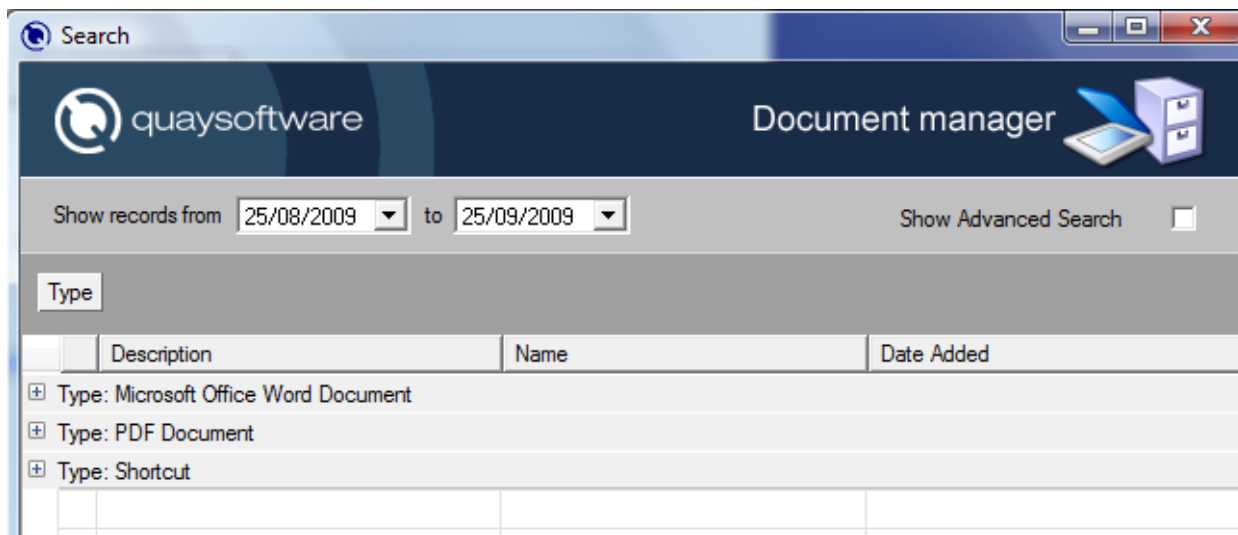 Search
quaysoftware
Document manager
Show records from 25/08/2009 to 25/09/2009 Show Advanced Search
Type
Description Name Date Added
Type: Microsoft Office Word Document
Type: PDF Document
Type: Shortcut